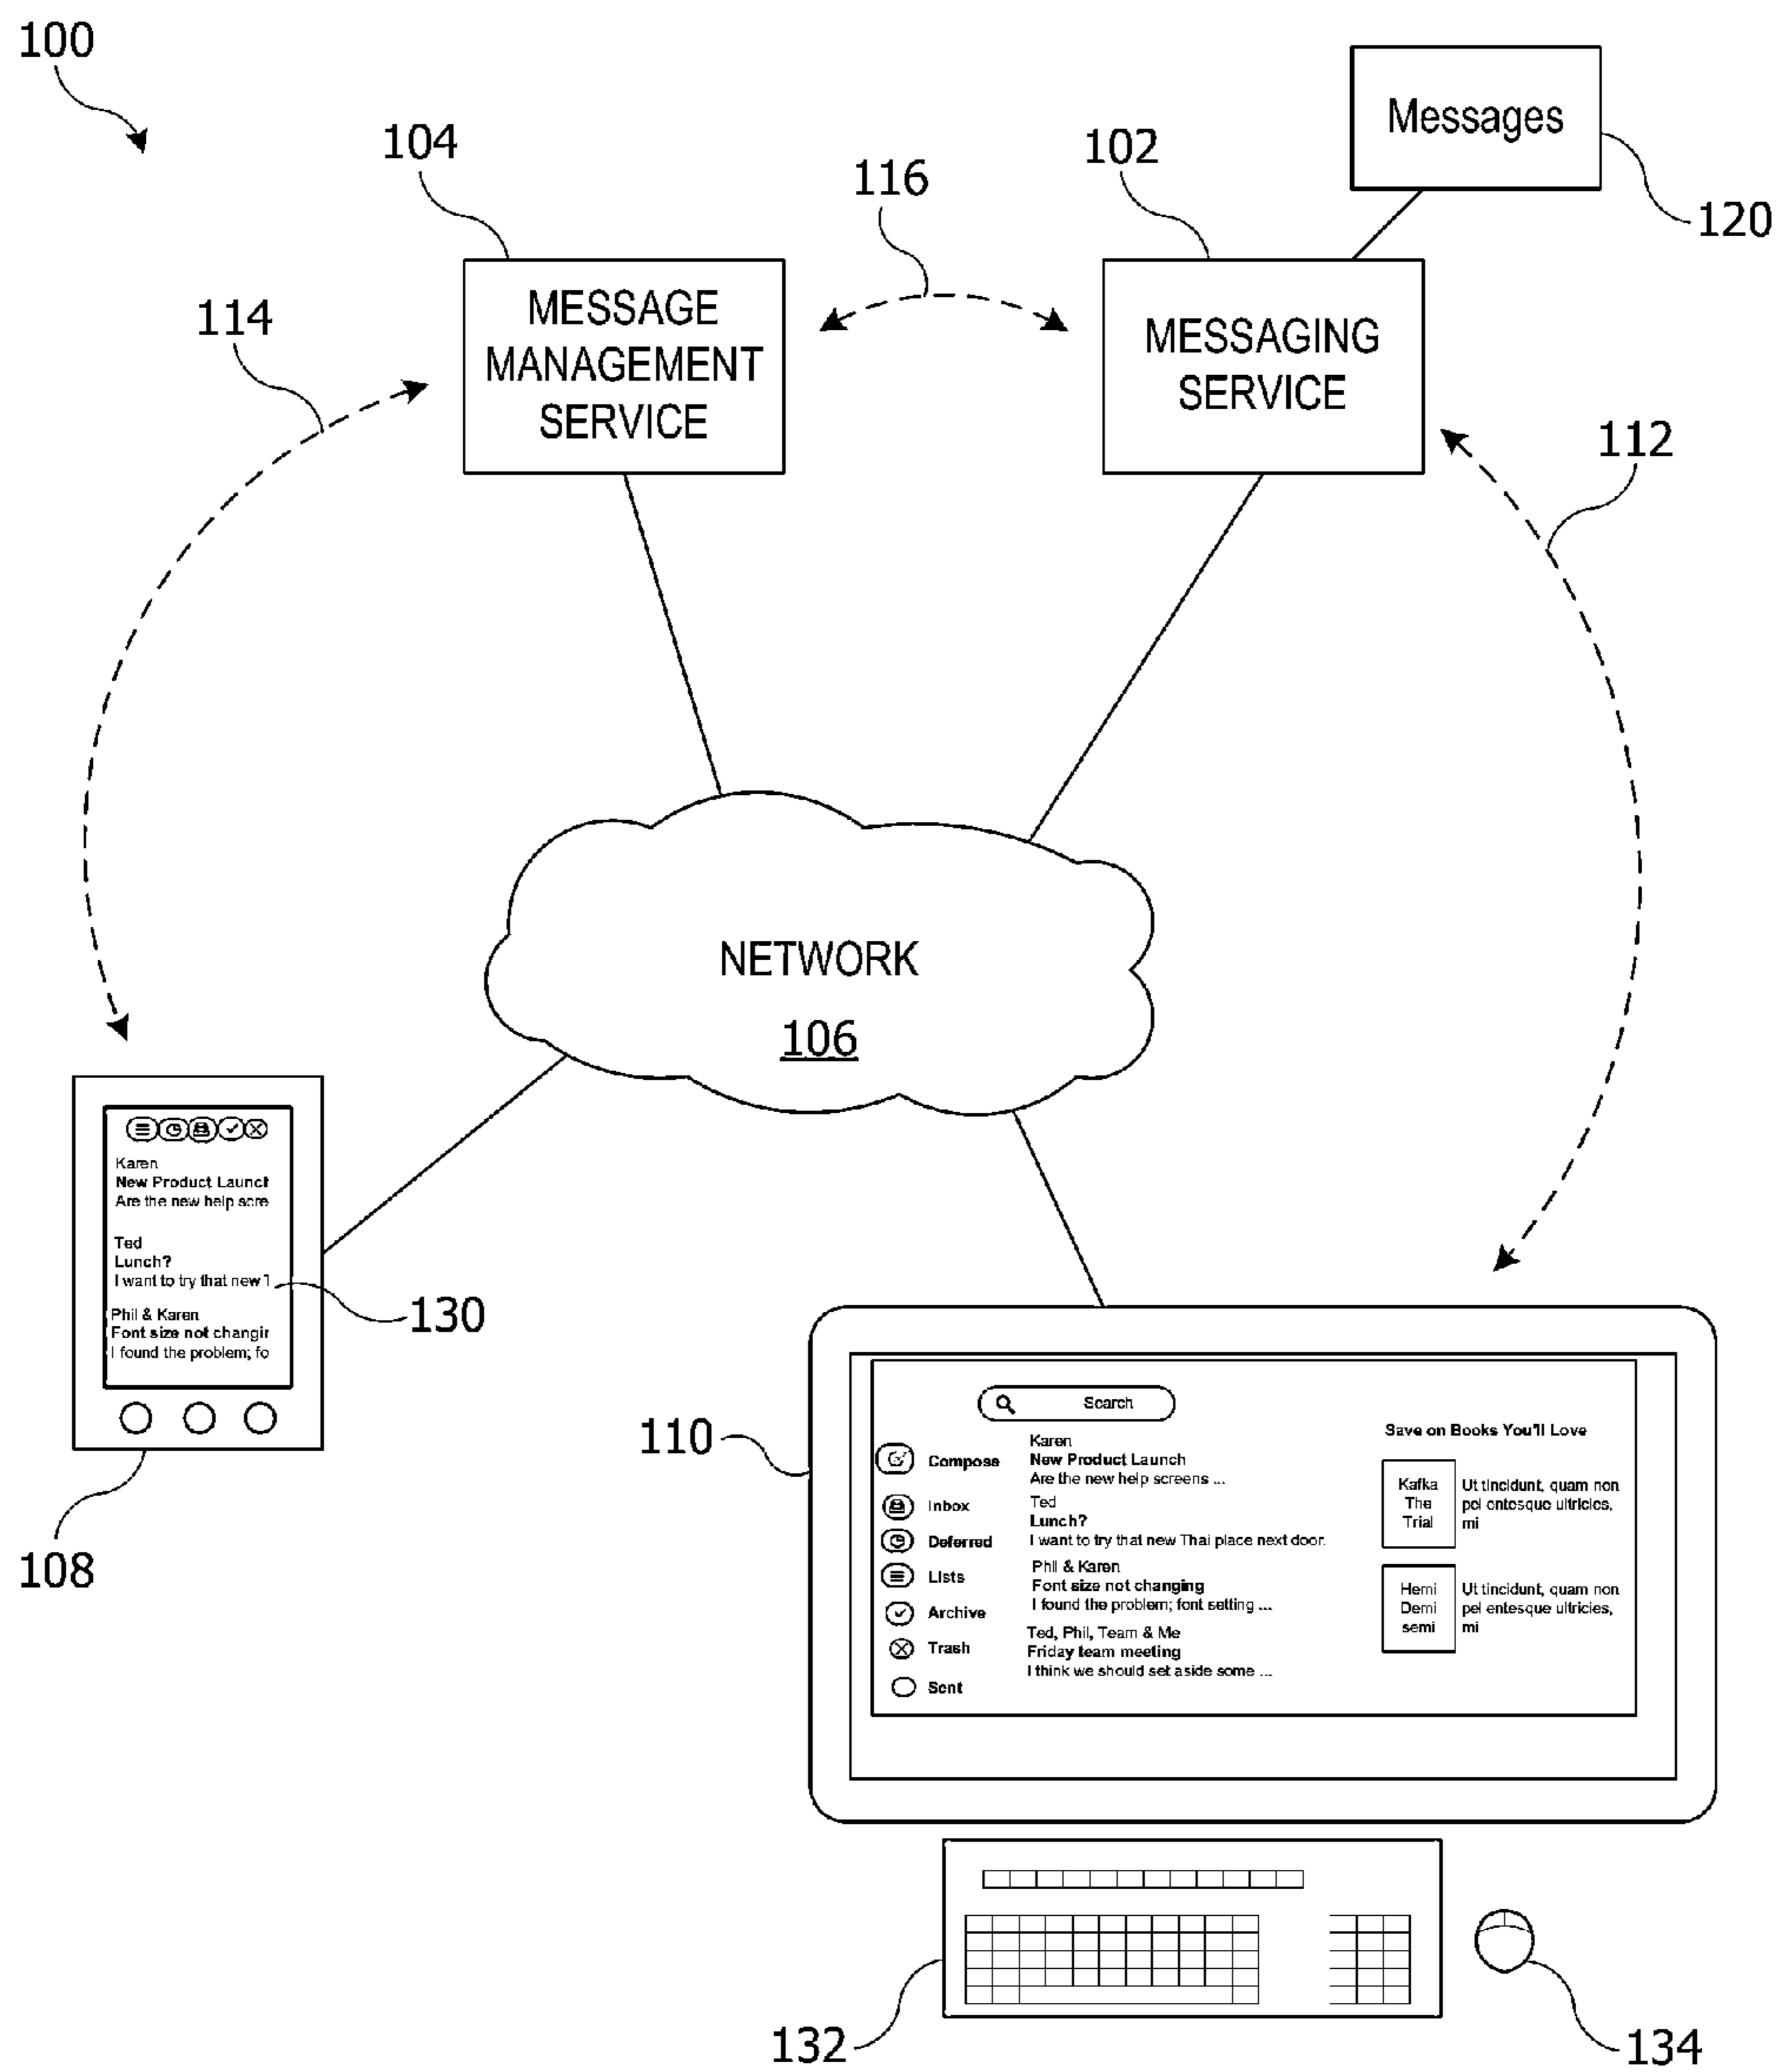 100
104
116
102
Messages
120
114
MESSAGE
MANAGEMENT
SERVICE
MESSAGING
SERVICE
112
NETWORK
106
Karen
New Product Launch
Are the new help scre
Ted
Lunch?
I want to try that new T
Phil & Karen
Font size not changin
I found the problem; fo
130
108
110
Search
Compose
Inbox
Deferred
Lists
Archive
Trash
Sent
Karen
New Product Launch
Are the new help screens ...
Ted
Lunch?
I want to try that new Thai place next door.
Phil & Karen
Font size not changing
I found the problem; font setting ...
Ted, Phil, Team & Me
Friday team meeting
I think we should set aside some ...
Save on Books You'll Love
Kafka
The
Trial
Ut tincidunt, quam non
pel entesque ultricies,
mi
Hemi
Demi
semi
Ut tincidunt, quam non
pel entesque ultricies,
mi
132
134